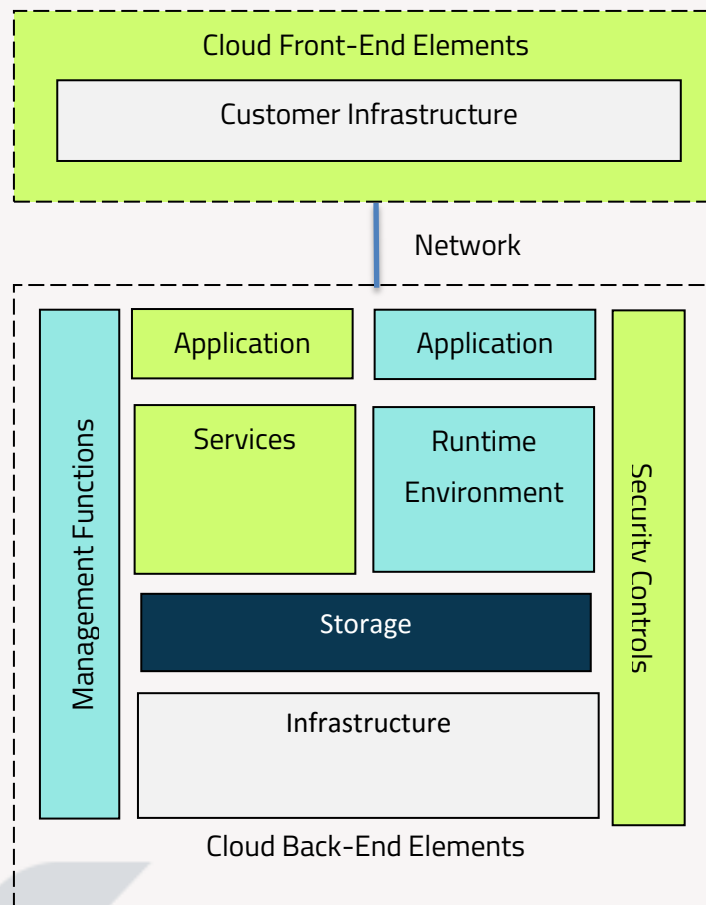 Cloud Front-End Elements
Customer Infrastructure
Network
Application
Application
Management Functions
Services
Runtime
Environment
Security Controls
Storage
Infrastructure
Cloud Back-End Elements